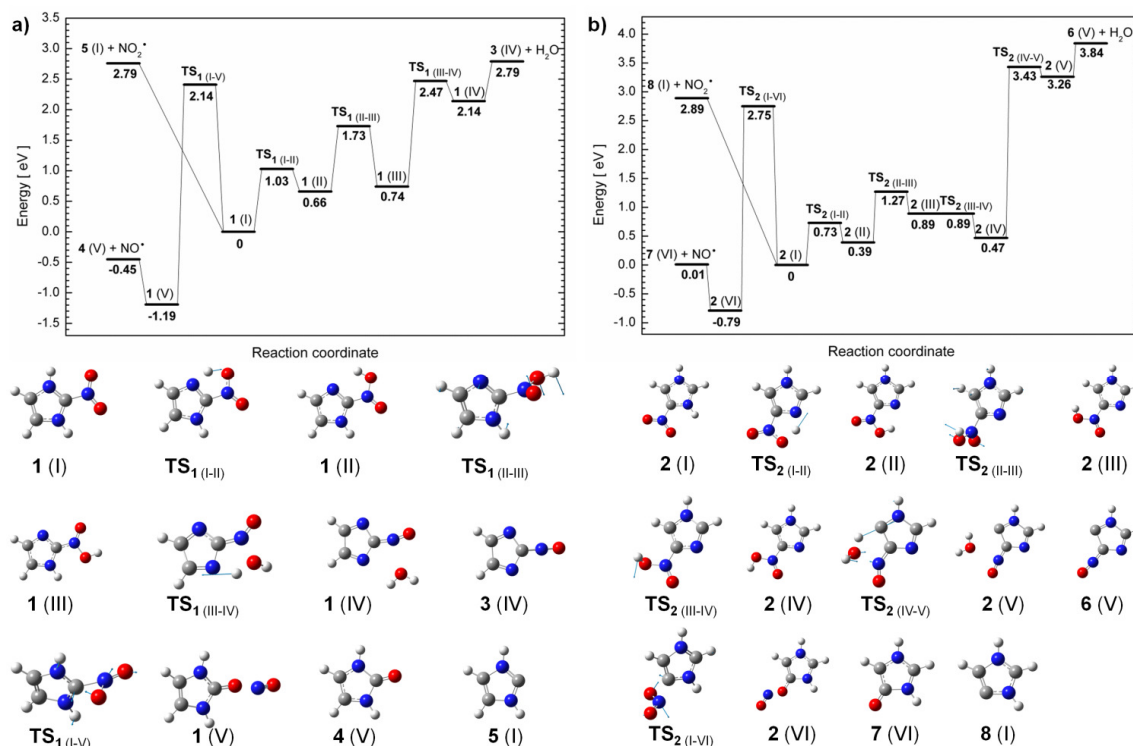 a)
Energy [ eV ]
3.0
2.5
2.0
1.5
1.0
0.5
0.0
-0.5
-1.0
-1.5
5 (I) + NO₂•
2.79
TS₁ (I-V)
2.14
4 (V) + NO•
-0.45
1 (V)
-1.19
1 (I)
0
TS₁ (I-II)
1.03
1 (II)
0.66
TS₁ (II-III)
1.73
1 (III)
0.74
TS₁ (III-IV)
2.47
1 (IV)
2.14
3 (IV) + H₂O
2.79
Reaction coordinate
1 (I)
TS₁ (I-II)
1 (II)
TS₁ (II-III)
1 (III)
TS₁ (III-IV)
1 (IV)
3 (IV)
TS₁ (I-V)
1 (V)
4 (V)
5 (I)
b)
Energy [ eV ]
4.0
3.5
3.0
2.5
2.0
1.5
1.0
0.5
0.0
-0.5
-1.0
8 (I) + NO₂•
2.89
TS₂ (I-VI)
2.75
7 (VI) + NO•
0.01
2 (VI)
-0.79
2 (I)
0
TS₂ (I-II)
0.73
2 (II)
0.39
TS₂ (II-III)
1.27
2 (III)
0.89
TS₂ (III-IV)
0.89
2 (IV)
0.47
TS₂ (IV-V)
3.43
2 (V)
3.26
6 (V) + H₂O
3.84
Reaction coordinate
2 (I)
TS₂ (I-II)
2 (II)
TS₂ (II-III)
2 (III)
TS₂ (III-IV)
2 (IV)
TS₂ (IV-V)
2 (V)
6 (V)
TS₂ (I-VI)
2 (VI)
7 (VI)
8 (I)